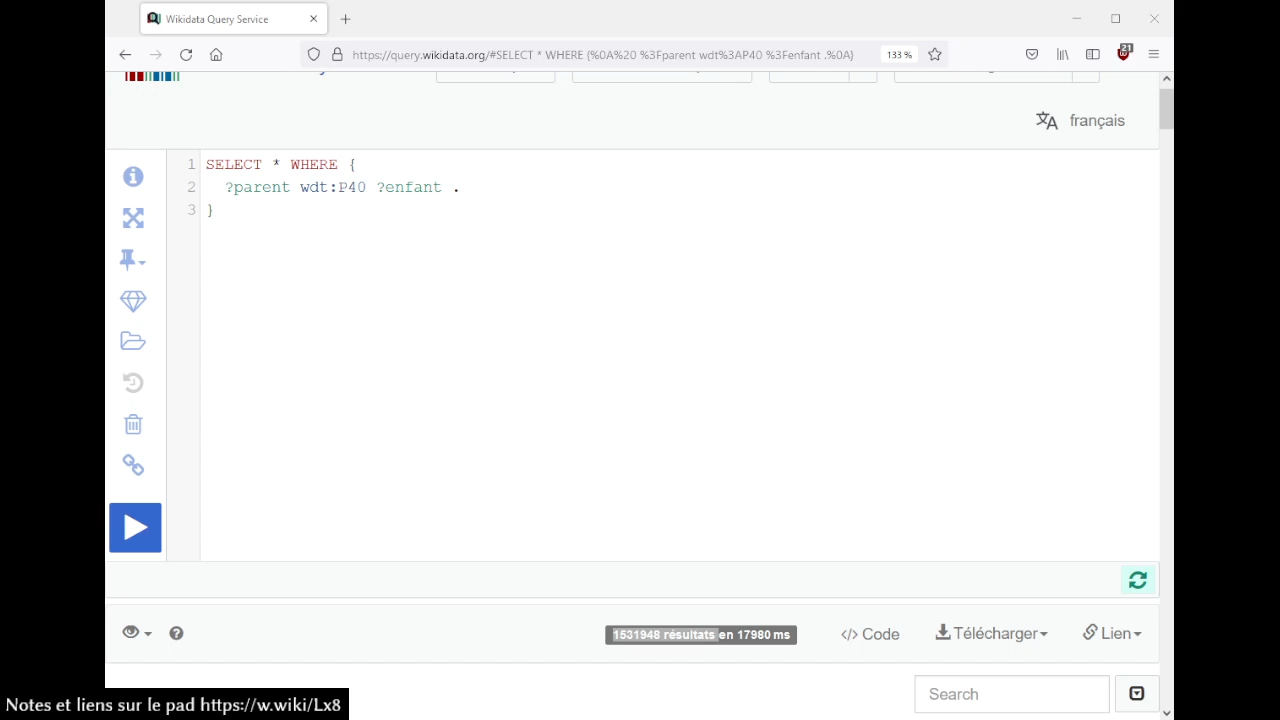 Wikidata Query Service
https://query.wikidata.org/#SELECT * WHERE {%0A%20 %3Fparent wdt%3AP40 %3Fenfant .%0A}
133 %
21
français
1 SELECT * WHERE {
2 ?parent wdt:P40 ?enfant .
3 }
1531948 résultats en 17980 ms
</> Code
Télécharger
Lien
Search
Notes et liens sur le pad https://w.wiki/Lx8